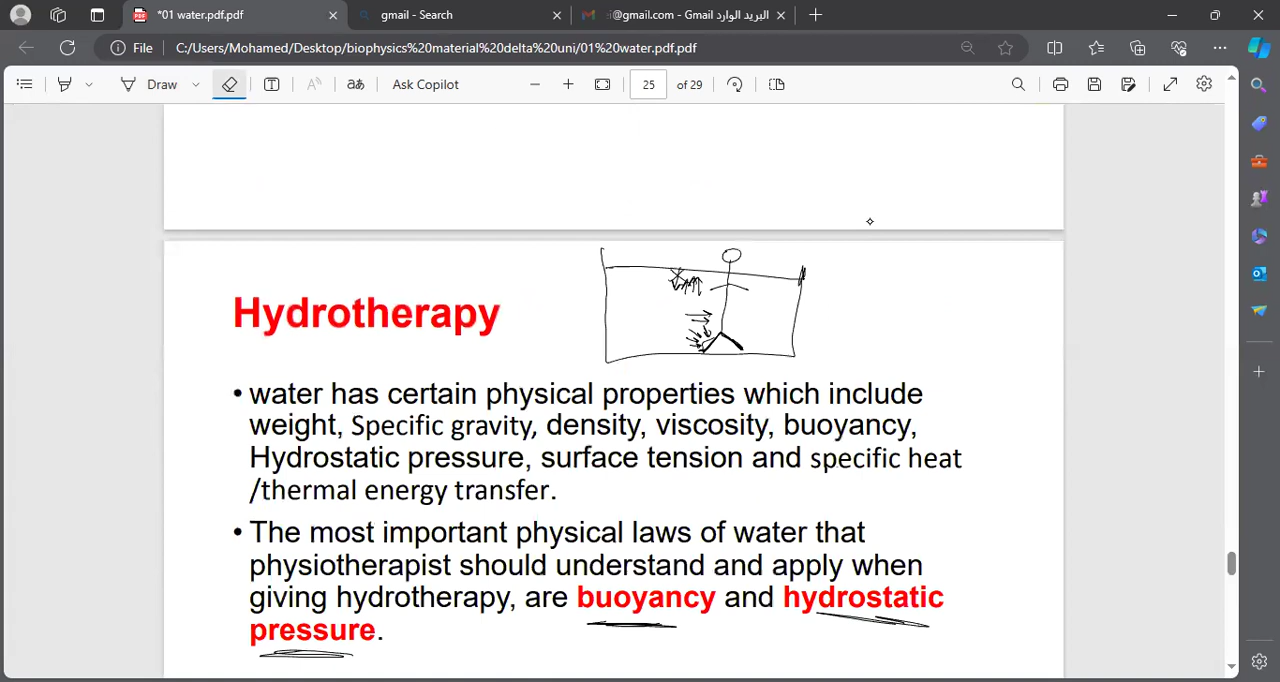 *01 water.pdf.pdf
gmail - Search
البريد الوارد Gmail - @gmail.com
File
C:/Users/Mohamed/Desktop/biophysics%20material%20delta%20uni/01%20water.pdf.pdf
Draw
Ask Copilot
25
of 29
Hydrotherapy
• water has certain physical properties which include
weight, Specific gravity, density, viscosity, buoyancy,
Hydrostatic pressure, surface tension and specific heat
/thermal energy transfer.
• The most important physical laws of water that
physiotherapist should understand and apply when
giving hydrotherapy, are buoyancy and hydrostatic
pressure.